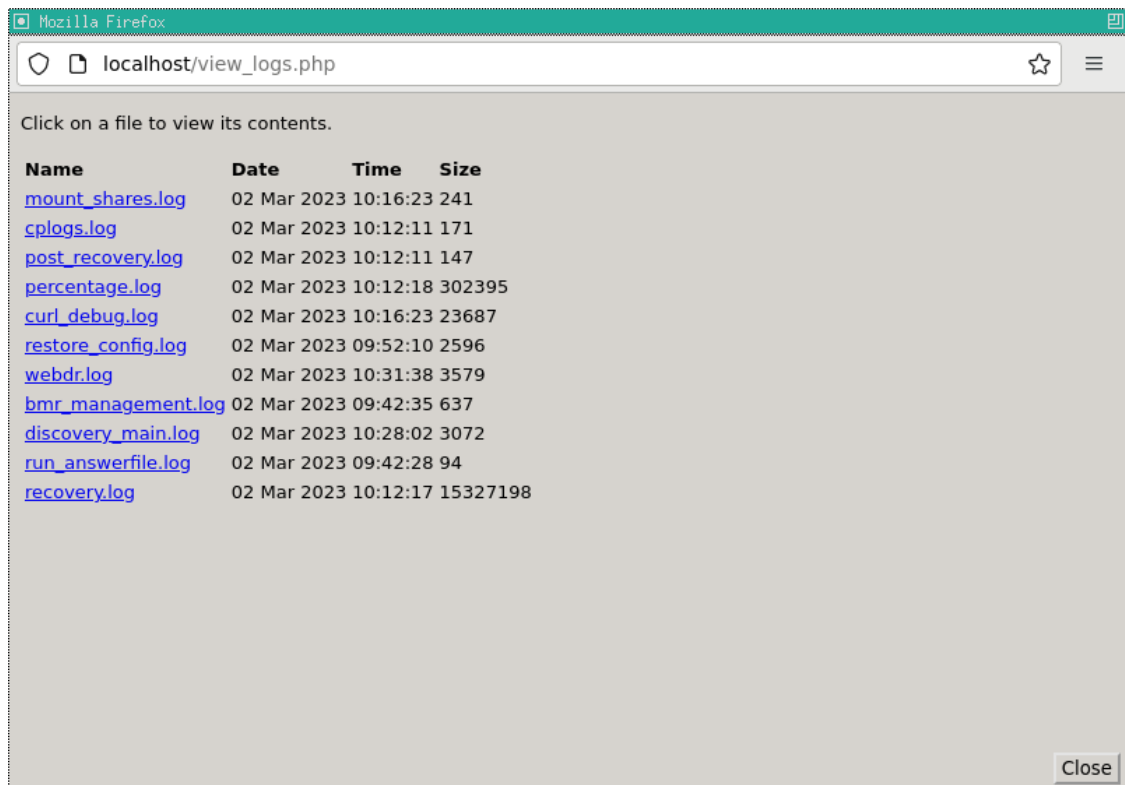 Mozilla Firefox
localhost/view_logs.php
Click on a file to view its contents.
Name Date Time Size
mount_shares.log 02 Mar 2023 10:16:23 241
cplogs.log 02 Mar 2023 10:12:11 171
post_recovery.log 02 Mar 2023 10:12:11 147
percentage.log 02 Mar 2023 10:12:18 302395
curl_debug.log 02 Mar 2023 10:16:23 23687
restore_config.log 02 Mar 2023 09:52:10 2596
webdr.log 02 Mar 2023 10:31:38 3579
bmr_management.log 02 Mar 2023 09:42:35 637
discovery_main.log 02 Mar 2023 10:28:02 3072
run_answerfile.log 02 Mar 2023 09:42:28 94
recovery.log 02 Mar 2023 10:12:17 15327198
Close